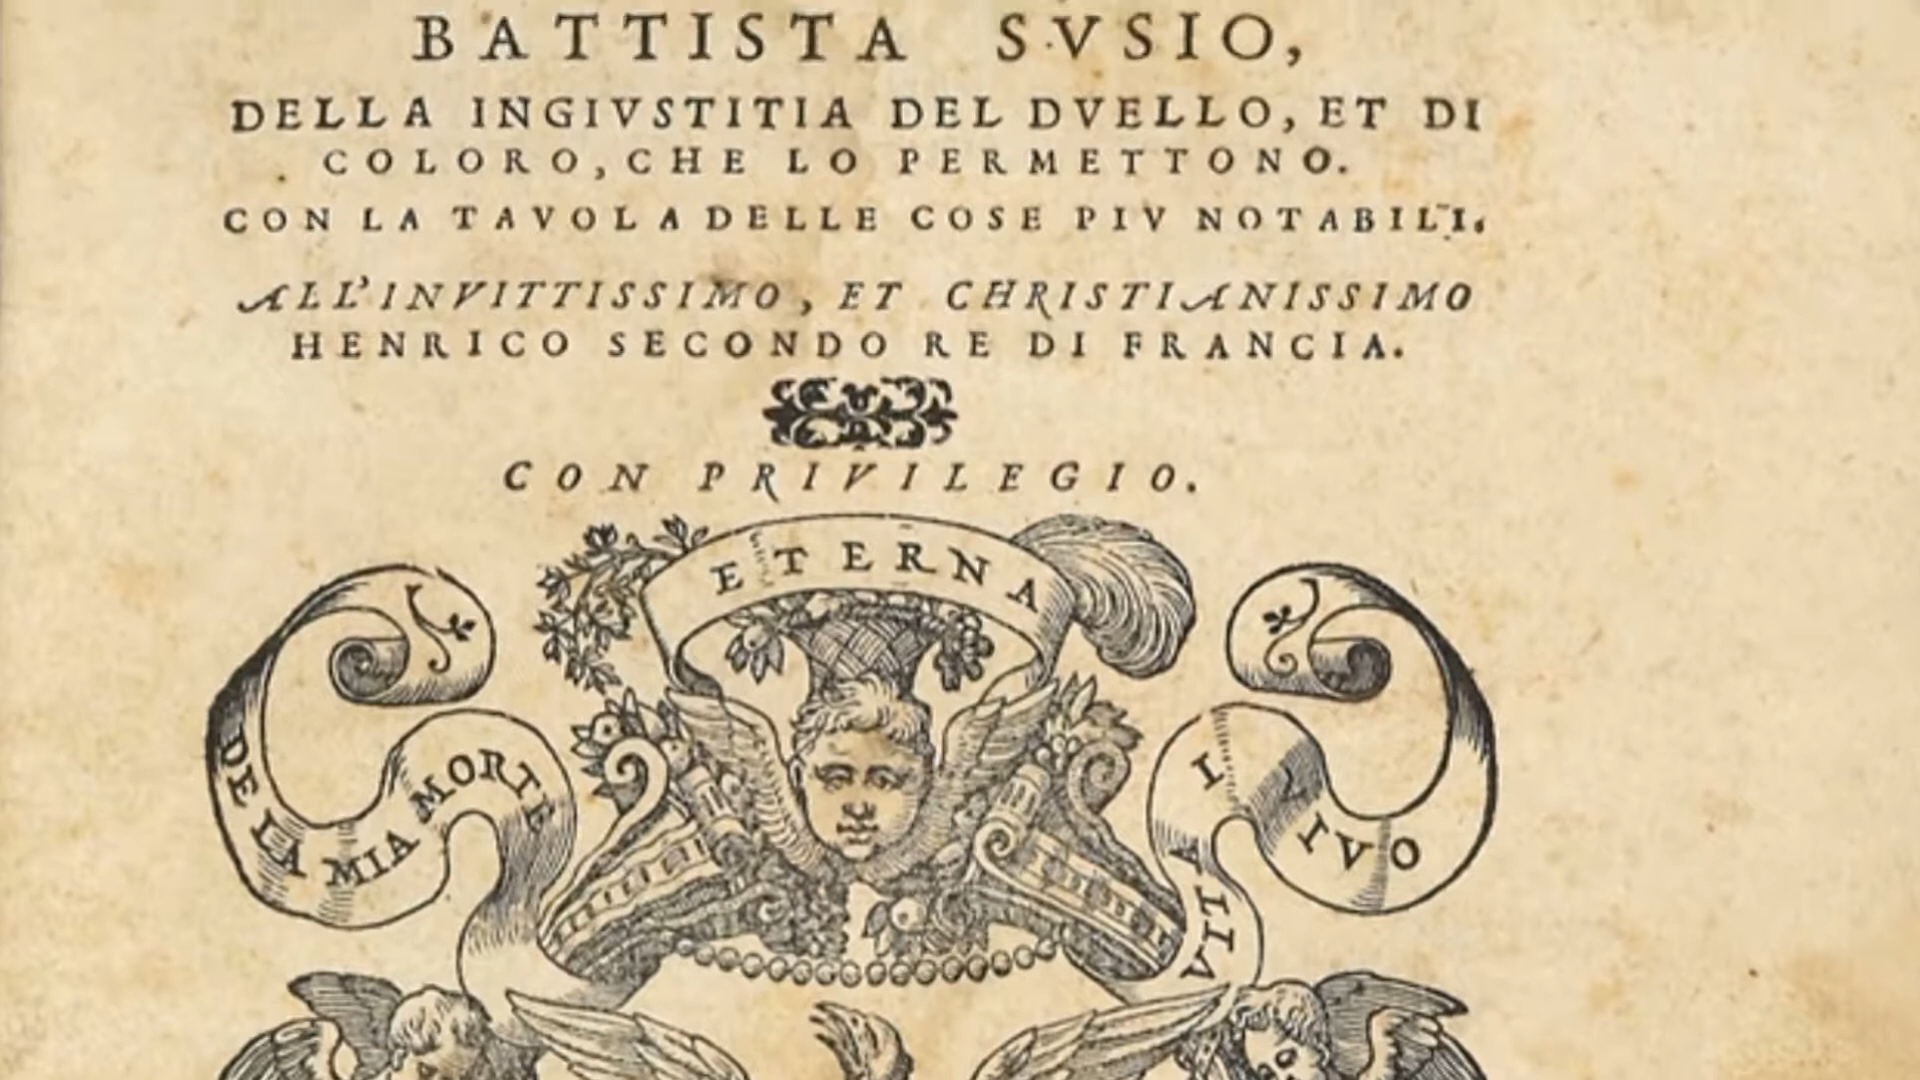 BATTISTA SVSIO,
DELLA INGIVSTITIA DEL DVELLO, ET DI
COLORO, CHE LO PERMETTONO.
CON LA TAVOLA DELLE COSE PIV NOTABILI.
ALL'INVITTISSIMO, ET CHRISTIANISSIMO
HENRICO SECONDO RE DI FRANCIA.
CON PRIVILEGIO.
ETERNA
DE LA MIA MORTE
VITA
I VIVO